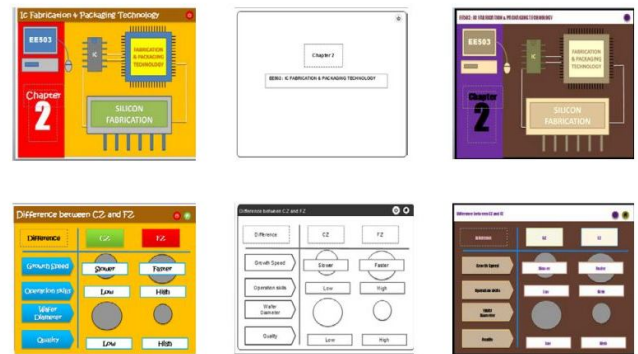 Ic Fabrication & Packaging Technology
EE503
IC
FABRICATION
& PACKAGING
TECHNOLOGY
Chapter
2
SILICON
FABRICATION
Chapter 2
EE503: IC FABRICATION & PACKAGING TECHNOLOGY
EE503: IC FABRICATION & PACKAGING TECHNOLOGY
EE503
IC
FABRICATION
& PACKAGING
TECHNOLOGY
Chapter
2
SILICON
FABRICATION
Difference between CZ and FZ
Difference CZ FZ
Growth Speed Slower Faster
Operation skills Low High
Wafer
Diameter
Quality Low High
Difference between CZ and FZ
Difference CZ FZ
Growth Speed Slower Faster
Operation skills Low High
Wafer
Diameter
Quality Low High
Difference between CZ and FZ
Difference CZ FZ
Growth Speed Slower Faster
Operation skills Low High
Wafer
Diameter
Quality Low High